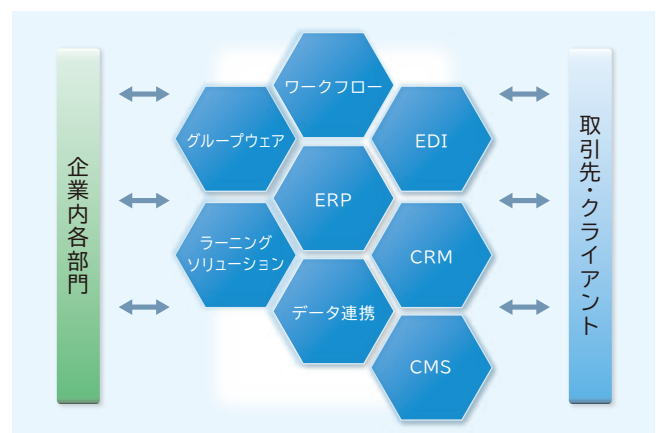 企業内各部門
ワークフロー
グループウェア
EDI
ERP
ラーニング
ソリューション
CRM
データ連携
CMS
取引先・クライアント